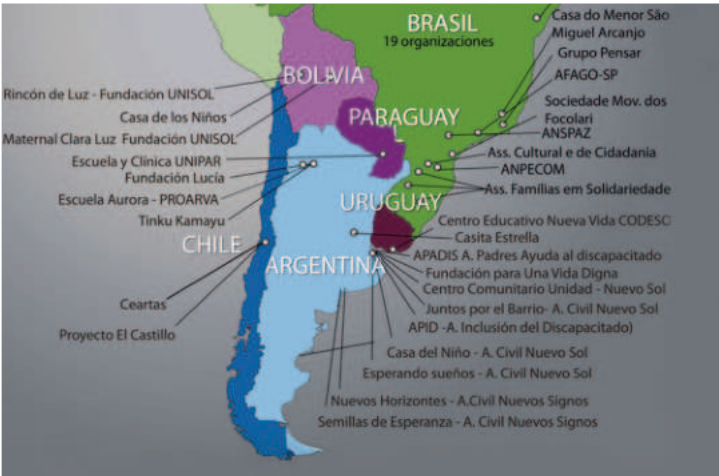 BRASIL
19 organizaciones
Casa do Menor São
Miguel Arcanjo
Grupo Pensar
AFAGO-SP
Sociedade Mov. dos
Focolari
ANSPAZ
Ass. Cultural e de Cidadania
ANPECOM
Ass. Famílias em Solidariedade
BOLIVIA
Rincón de Luz - Fundación UNISOL
Casa de los Niños
Maternal Clara Luz Fundación UNISOL
PARAGUAY
Escuela y Clínica UNIPAR
Fundación Lucía
Escuela Aurora - PROARVA
Tinku Kamayu
URUGUAY
Centro Educativo Nueva Vida CODESC
Casita Estrella
APADIS A. Padres Ayuda al discapacitado
Fundación para Una Vida Digna
Centro Comunitario Unidad - Nuevo Sol
Juntos por el Barrio- A. Civil Nuevo Sol
APID -A. Inclusión del Discapacitado)
CHILE
ARGENTINA
Ceartas
Proyecto El Castillo
Casa del Niño - A. Civil Nuevo Sol
Esperando sueños - A. Civil Nuevo Sol
Nuevos Horizontes - A.Civil Nuevos Signos
Semillas de Esperanza - A. Civil Nuevos Signos